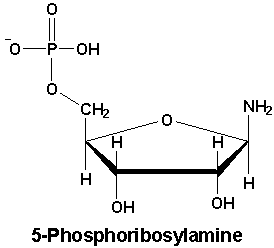 O
⁻O P OH
O
CH₂ O NH₂
H H H H
OH OH
5-Phosphoribosylamine